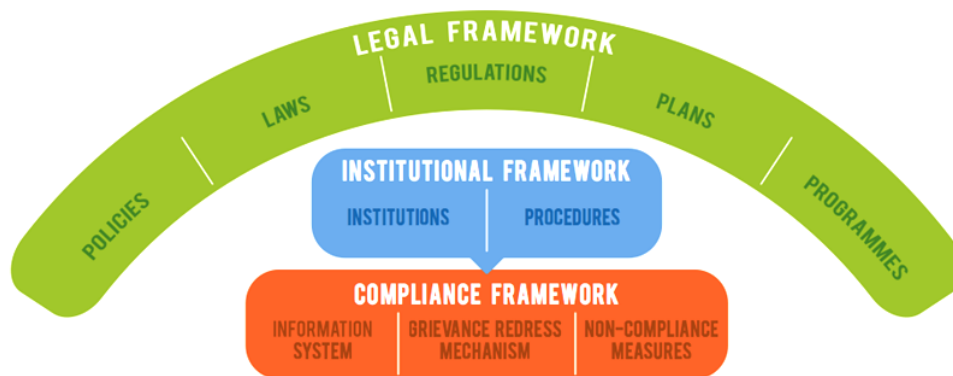 LEGAL FRAMEWORK
POLICIES
LAWS
REGULATIONS
PLANS
PROGRAMMES
INSTITUTIONAL FRAMEWORK
INSTITUTIONS
PROCEDURES
COMPLIANCE FRAMEWORK
INFORMATION
SYSTEM
GRIEVANCE REDRESS
MECHANISM
NON-COMPLIANCE
MEASURES